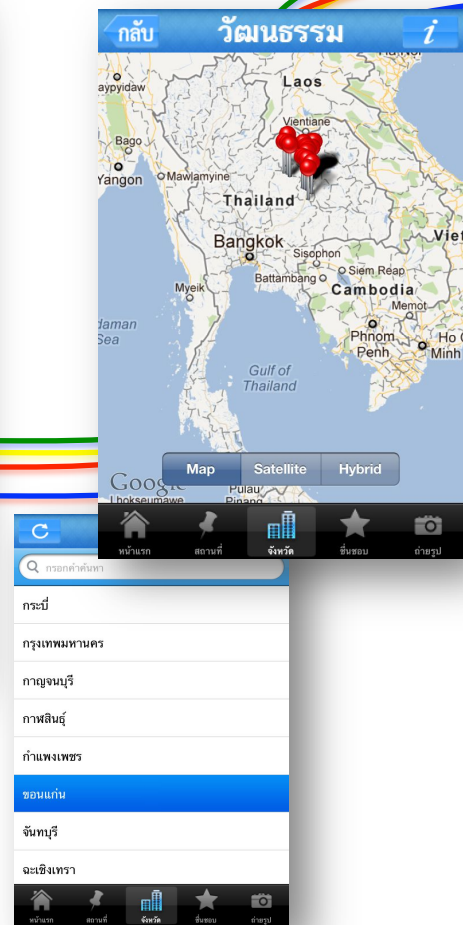 กลับ
วัฒนธรรม
i
aypyidaw
Laos
Vientiane
Bago
Yangon
Mawlamyine
Thailand
Bangkok
Sisophon
Viet
Battambang
Siem Reap
Cambodia
Myeik
Memot
daman
Sea
Phnom
Penh
Ho C
Minh
Gulf of
Thailand
Map
Satellite
Hybrid
Google
Lhokseumawe
Pulau
Pinang
หน้าแรก
สถานที่
จังหวัด
ชื่นชอบ
ถ่ายรูป
กรอกคำค้นหา
กระบี่
กรุงเทพมหานคร
กาญจนบุรี
กาฬสินธุ์
กำแพงเพชร
ขอนแก่น
จันทบุรี
ฉะเชิงเทรา
หน้าแรก
สถานที่
จังหวัด
ชื่นชอบ
ถ่ายรูป